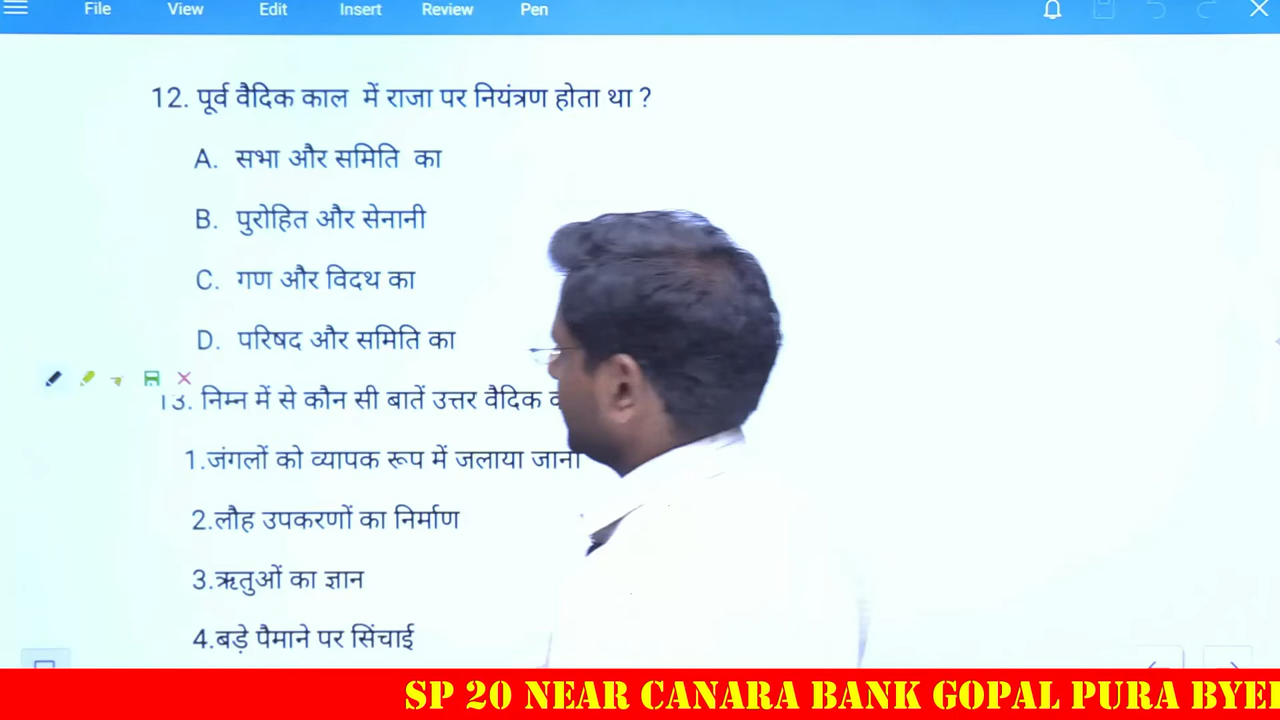 File View Edit Insert Review Pen
12. पूर्व वैदिक काल में राजा पर नियंत्रण होता था ?
A. सभा और समिति का
B. पुरोहित और सेनानी
C. गण और विदथ का
D. परिषद और समिति का
13. निम्न में से कौन सी बातें उत्तर वैदिक
1.जंगलों को व्यापक रूप में जलाया जाना
2.लौह उपकरणों का निर्माण
3.ऋतुओं का ज्ञान
4.बड़े पैमाने पर सिंचाई
SP 20 NEAR CANARA BANK GOPAL PURA